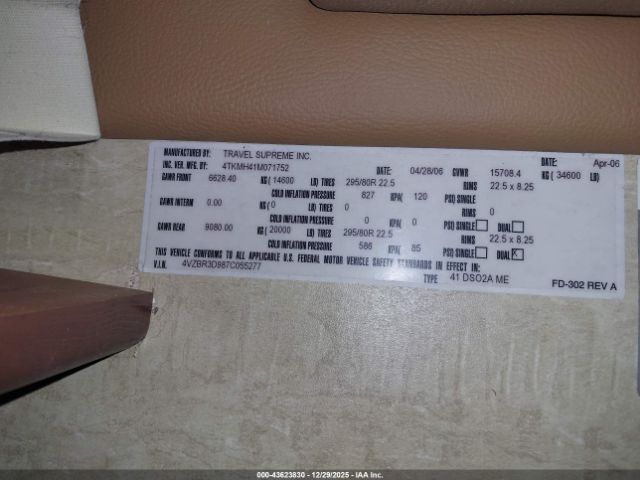 MANUFACTURED BY: TRAVEL SUPREME INC. DATE: Apr-06
INC. VER. MFG. BY: 4TKMH41M071752 DATE: 04/28/06 GVWR 15708.4 KG (34600 LB)
GAWR FRONT 6628.40 KG (14600 LB) TIRES 295/80R 22.5 RIMS 22.5 x 8.25
COLD INFLATION PRESSURE 827 KPA( 120 PSI) SINGLE
GAWR INTERM 0.00 KG ( 0 LB) TIRES 0 RIMS 0
COLD INFLATION PRESSURE 0 KPA( 0 PSI) SINGLE DUAL
GAWR REAR 9080.00 KG ( 20000 LB) TIRES 295/80R 22.5 RIMS 22.5 x 8.25
COLD INFLATION PRESSURE 586 KPA( 85 PSI) SINGLE DUAL X
THIS VEHICLE CONFORMS TO ALL APPLICABLE U.S. FEDERAL MOTOR VEHICLE SAFETY STANDARDS IN EFFECT IN:
V.I.N. 4VZBR3D987C055277 TYPE 41 DSO2A ME FD-302 REV A
000-43623830 - 12/29/2025 - IAA Inc.